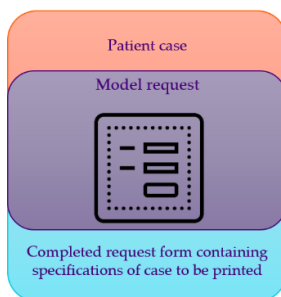 Patient case
Model request
Completed request form containing
specifications of case to be printed